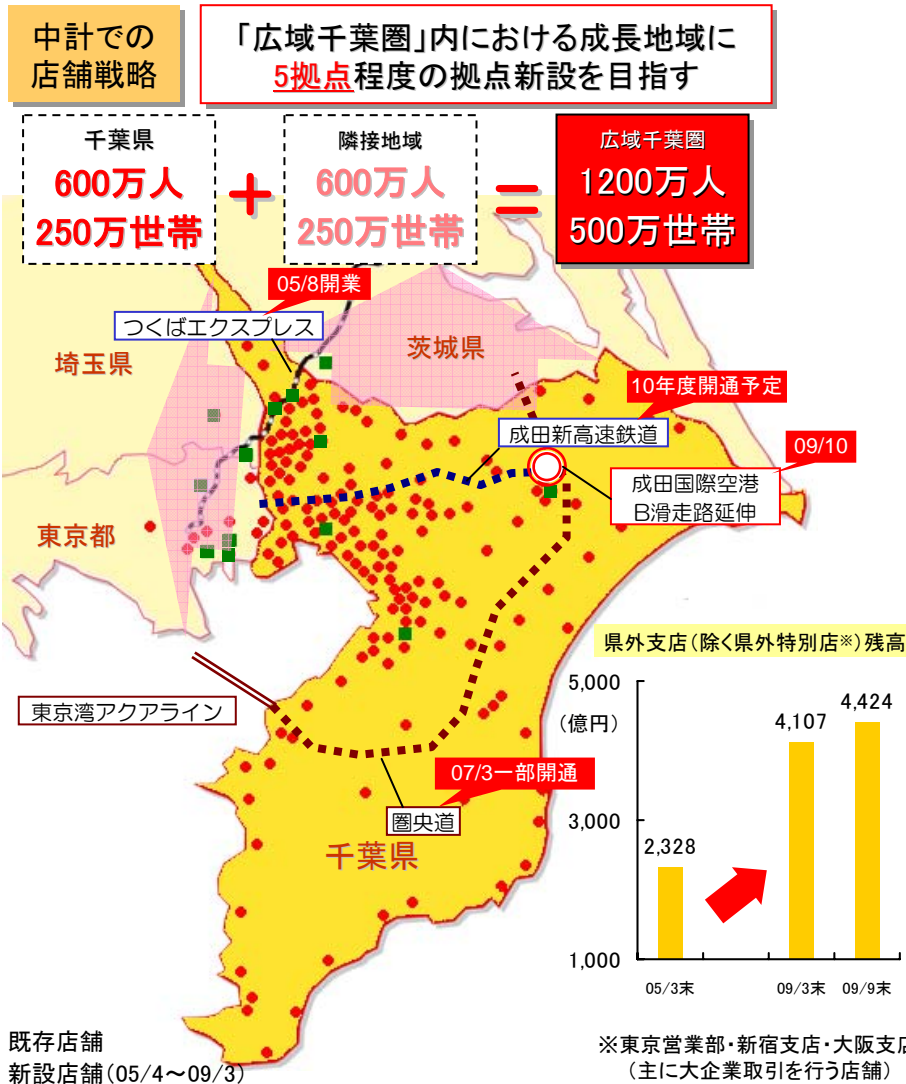 中計での
店舗戦略
「広域千葉圏」内における成長地域に
5拠点程度の拠点新設を目指す
千葉県
600万人
250万世帯
+
隣接地域
600万人
250万世帯
=
広域千葉圏
1200万人
500万世帯
05/8開業
つくばエクスプレス
埼玉県
茨城県
10年度開通予定
成田新高速鉄道
09/10
成田国際空港
B滑走路延伸
東京都
県外支店(除く県外特別店※)残高
東京湾アクアライン
07/3一部開通
圏央道
千葉県
5,000
(億円)
3,000
1,000
2,328
4,107
4,424
05/3末
09/3末
09/9末
既存店舗
新設店舗(05/4~09/3)
※東京営業部・新宿支店・大阪支店
(主に大企業取引を行う店舗)